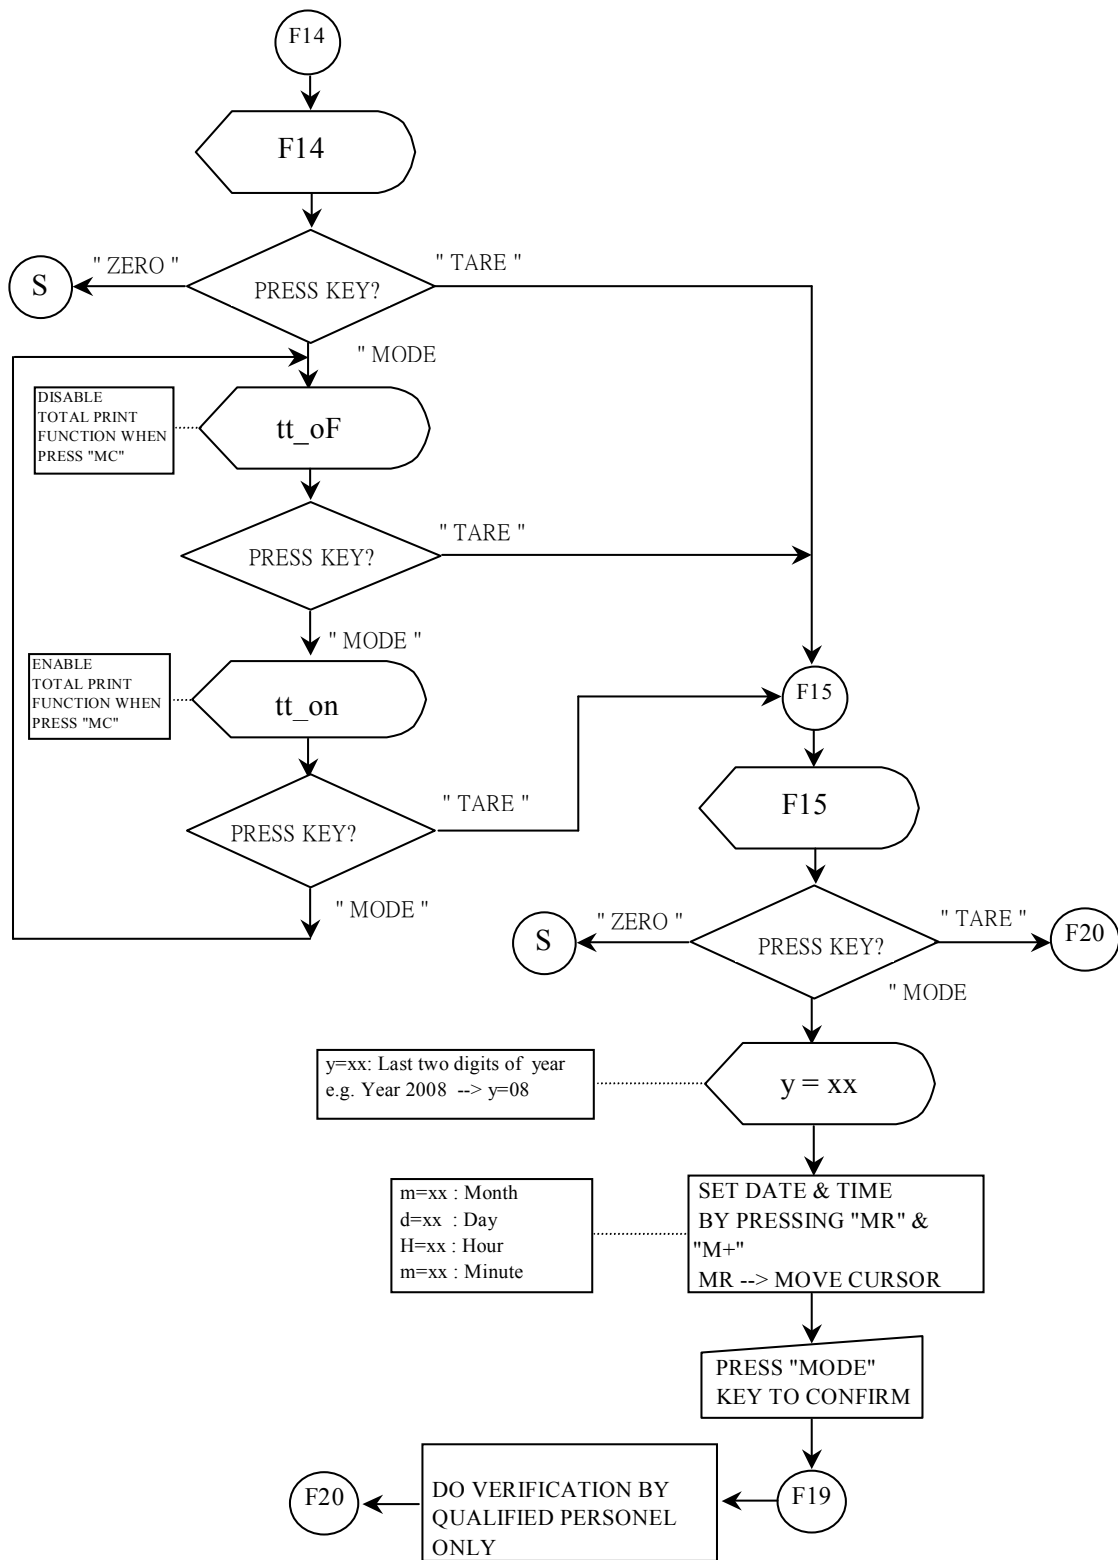 F14
F14
" ZERO "
" TARE "
S
PRESS KEY?
" MODE
DISABLE
TOTAL PRINT
FUNCTION WHEN
PRESS "MC"
tt_oF
" TARE "
PRESS KEY?
" MODE "
ENABLE
TOTAL PRINT
FUNCTION WHEN
PRESS "MC"
tt_on
F15
" TARE "
PRESS KEY?
F15
" MODE "
" ZERO "
" TARE "
S
PRESS KEY?
F20
" MODE
y=xx: Last two digits of year
e.g. Year 2008 --> y=08
y = xx
m=xx : Month
d=xx : Day
H=xx : Hour
m=xx : Minute
SET DATE & TIME
BY PRESSING "MR" &
"M+"
MR --> MOVE CURSOR
PRESS "MODE"
KEY TO CONFIRM
F20
DO VERIFICATION BY
QUALIFIED PERSONEL
ONLY
F19